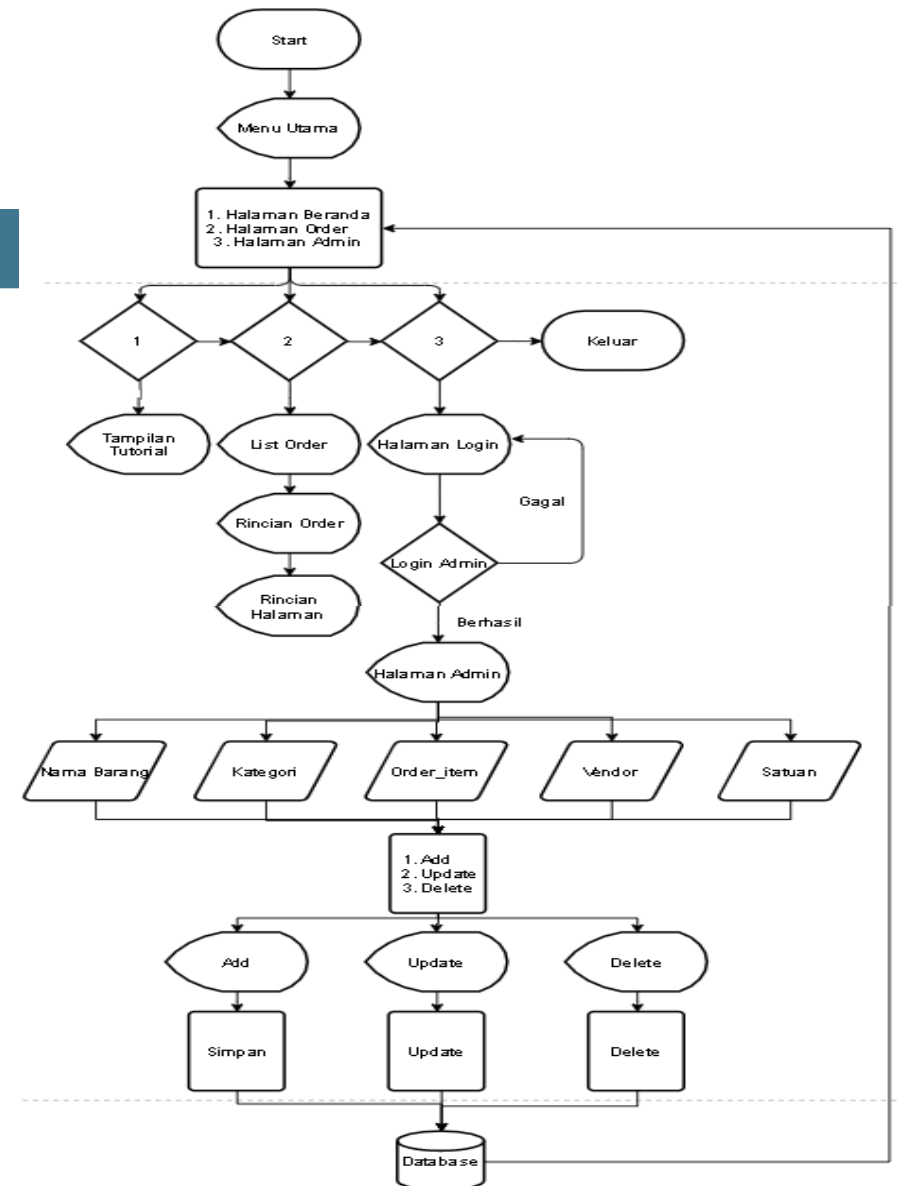 Start
Menu Utama
1. Halaman Beranda
2. Halaman Order
3. Halaman Admin
1
2
3
Keluar
Tampilan
Tutorial
List Order
Halaman Login
Gagal
Rincian Order
Login Admin
Rincian
Halaman
Berhasil
Halaman Admin
Nama Barang
Kategori
Order_item
Vendor
Satuan
1. Add
2. Update
3. Delete
Add
Update
Delete
Simpan
Update
Delete
Database